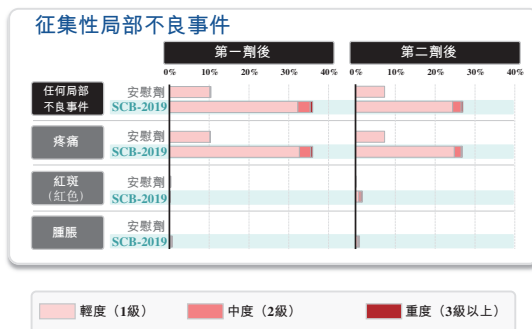 征集性局部不良事件
第一劑後 第二劑後
0% 10% 20% 30% 40% 0% 10% 20% 30% 40%
任何局部
不良事件
安慰劑
SCB-2019
疼痛
安慰劑
SCB-2019
紅斑
(紅色)
安慰劑
SCB-2019
腫脹
安慰劑
SCB-2019
輕度（1級） 中度（2級） 重度（3級以上）